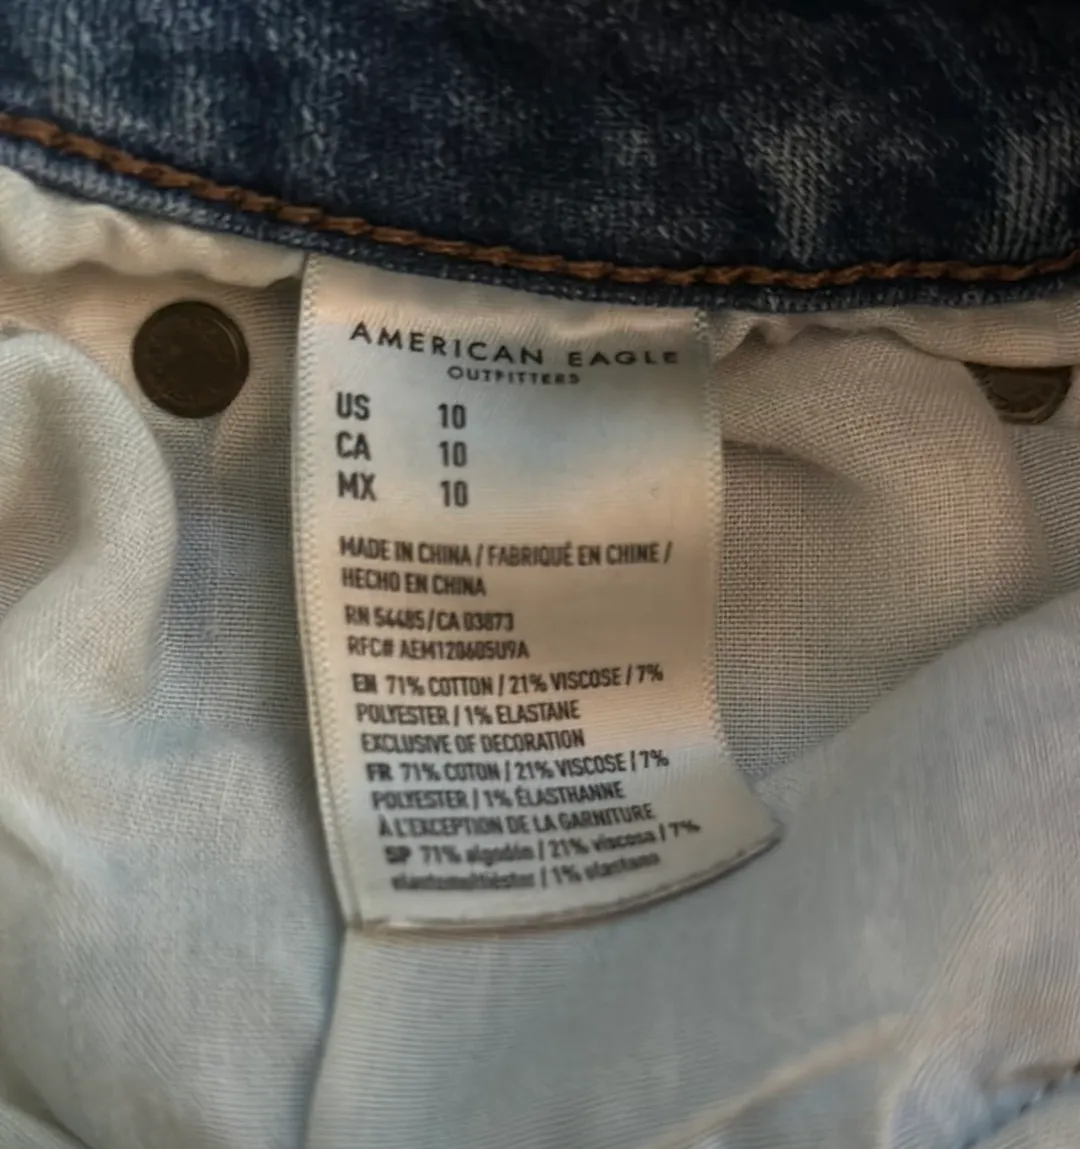 AMERICAN EAGLE
OUTFITTERS
US 10
CA 10
MX 10
MADE IN CHINA / FABRIQUÉ EN CHINE /
HECHO EN CHINA
RN 54485/CA 03873
RFC# AEM120605U9A
EN 71% COTTON / 21% VISCOSE / 7%
POLYESTER / 1% ELASTANE
EXCLUSIVE OF DECORATION
FR 71% COTON / 21% VISCOSE / 7%
POLYESTER / 1% ÉLASTHANNE
À L'EXCEPTION DE LA GARNITURE
SP 71% algodón / 21% viscosa / 7%
/ 1% elastano